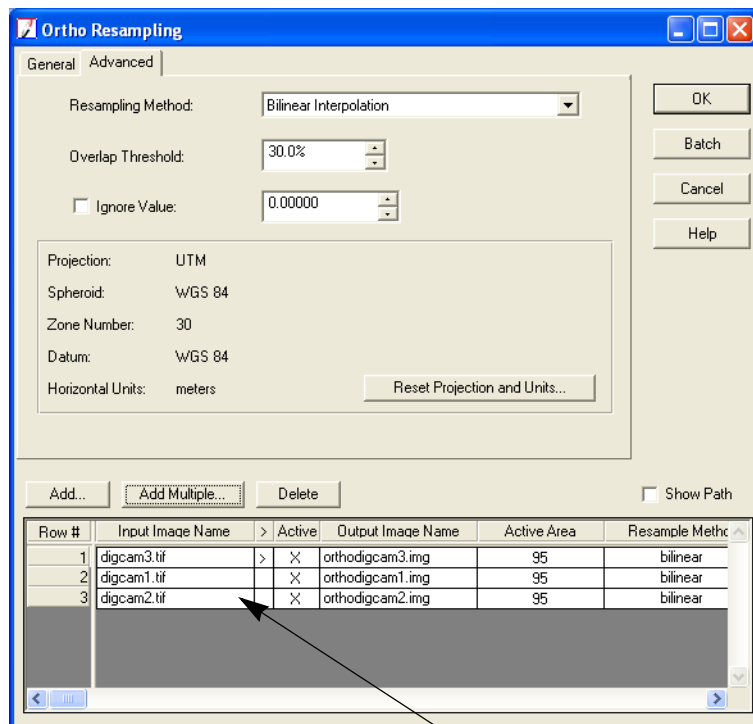 Ortho Resampling
General Advanced
Resampling Method: Bilinear Interpolation OK
Overlap Threshold: 30.0% Batch
Ignore Value: 0.00000 Cancel
Help
Projection: UTM
Spheroid: WGS 84
Zone Number: 30
Datum: WGS 84
Horizontal Units: meters Reset Projection and Units...
Add... Add Multiple... Delete Show Path
Row # Input Image Name > Active Output Image Name Active Area Resample Metho
1 digcam3.tif > X orthodigcam3.img 95 bilinear
2 digcam1.tif X orthodigcam1.img 95 bilinear
3 digcam2.tif X orthodigcam2.img 95 bilinear